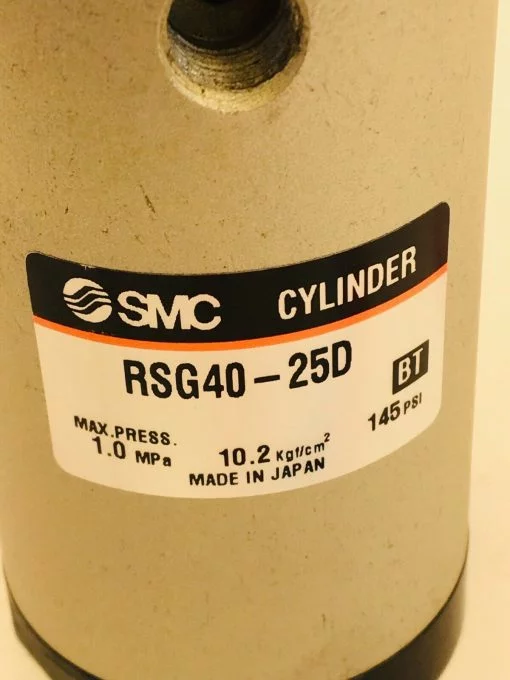 SMC CYLINDER
RSG40-25D BT
MAX.PRESS.
1.0 MPa 10.2 Kgf/cm² 145 PSI
MADE IN JAPAN